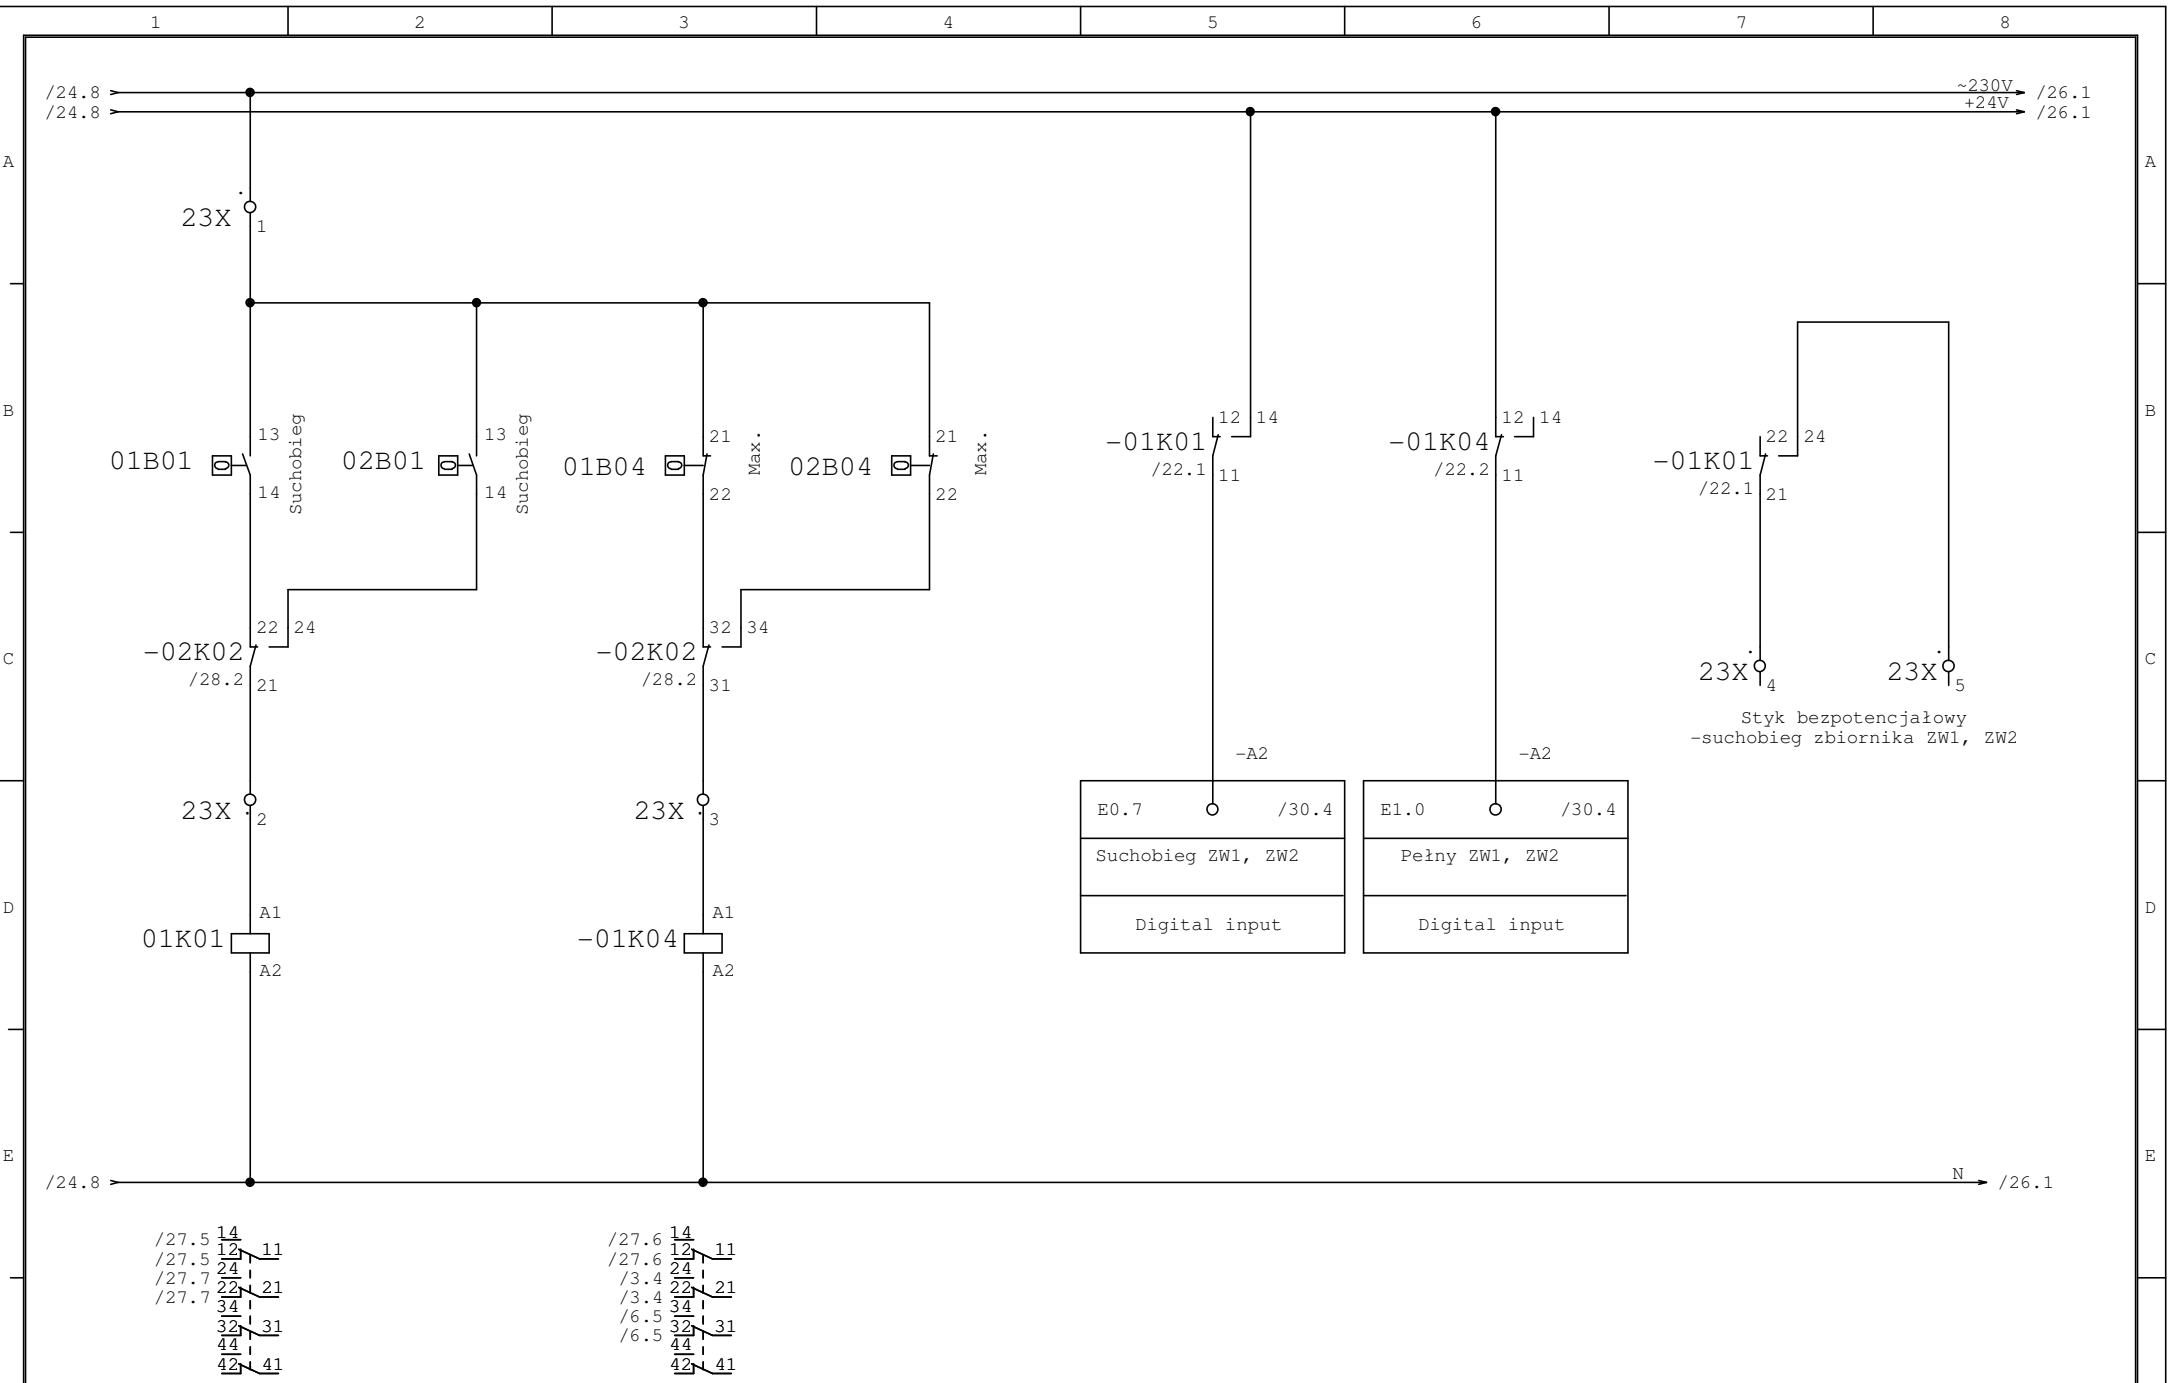 1 2 3 4 5 6 7 8
/24.8 ~230V /26.1
/24.8 +24V /26.1
A A
23X 1
B B
13 13 21 21
01B01 Suchobieg 02B01 Suchobieg 01B04 Max. 02B04 Max.
14 14 22 22
12 14 12 14
-01K01 -01K04
/22.1 11 /22.2 11
22 24
-01K01
/22.1 21
22 24 32 34
C -02K02 -02K02 C
/28.2 21 /28.2 31
23X 4 23X 5
Styk bezpotencjałowy
-suchobieg zbiornika ZW1, ZW2
-A2 -A2
23X 2 23X 3
E0.7 /30.4 E1.0 /30.4
Suchobieg ZW1, ZW2 Pełny ZW1, ZW2
D D
A1 A1
Digital input Digital input
01K01 -01K04
A2 A2
E E
/24.8 N /26.1
/27.5 14 /27.6 14
/27.5 12 11 /27.6 12 11
/27.7 24 /3.4 24
/27.7 22 21 /3.4 22 21
34 /6.5 34
32 31 /6.5 32 31
44 44
42 41 42 41